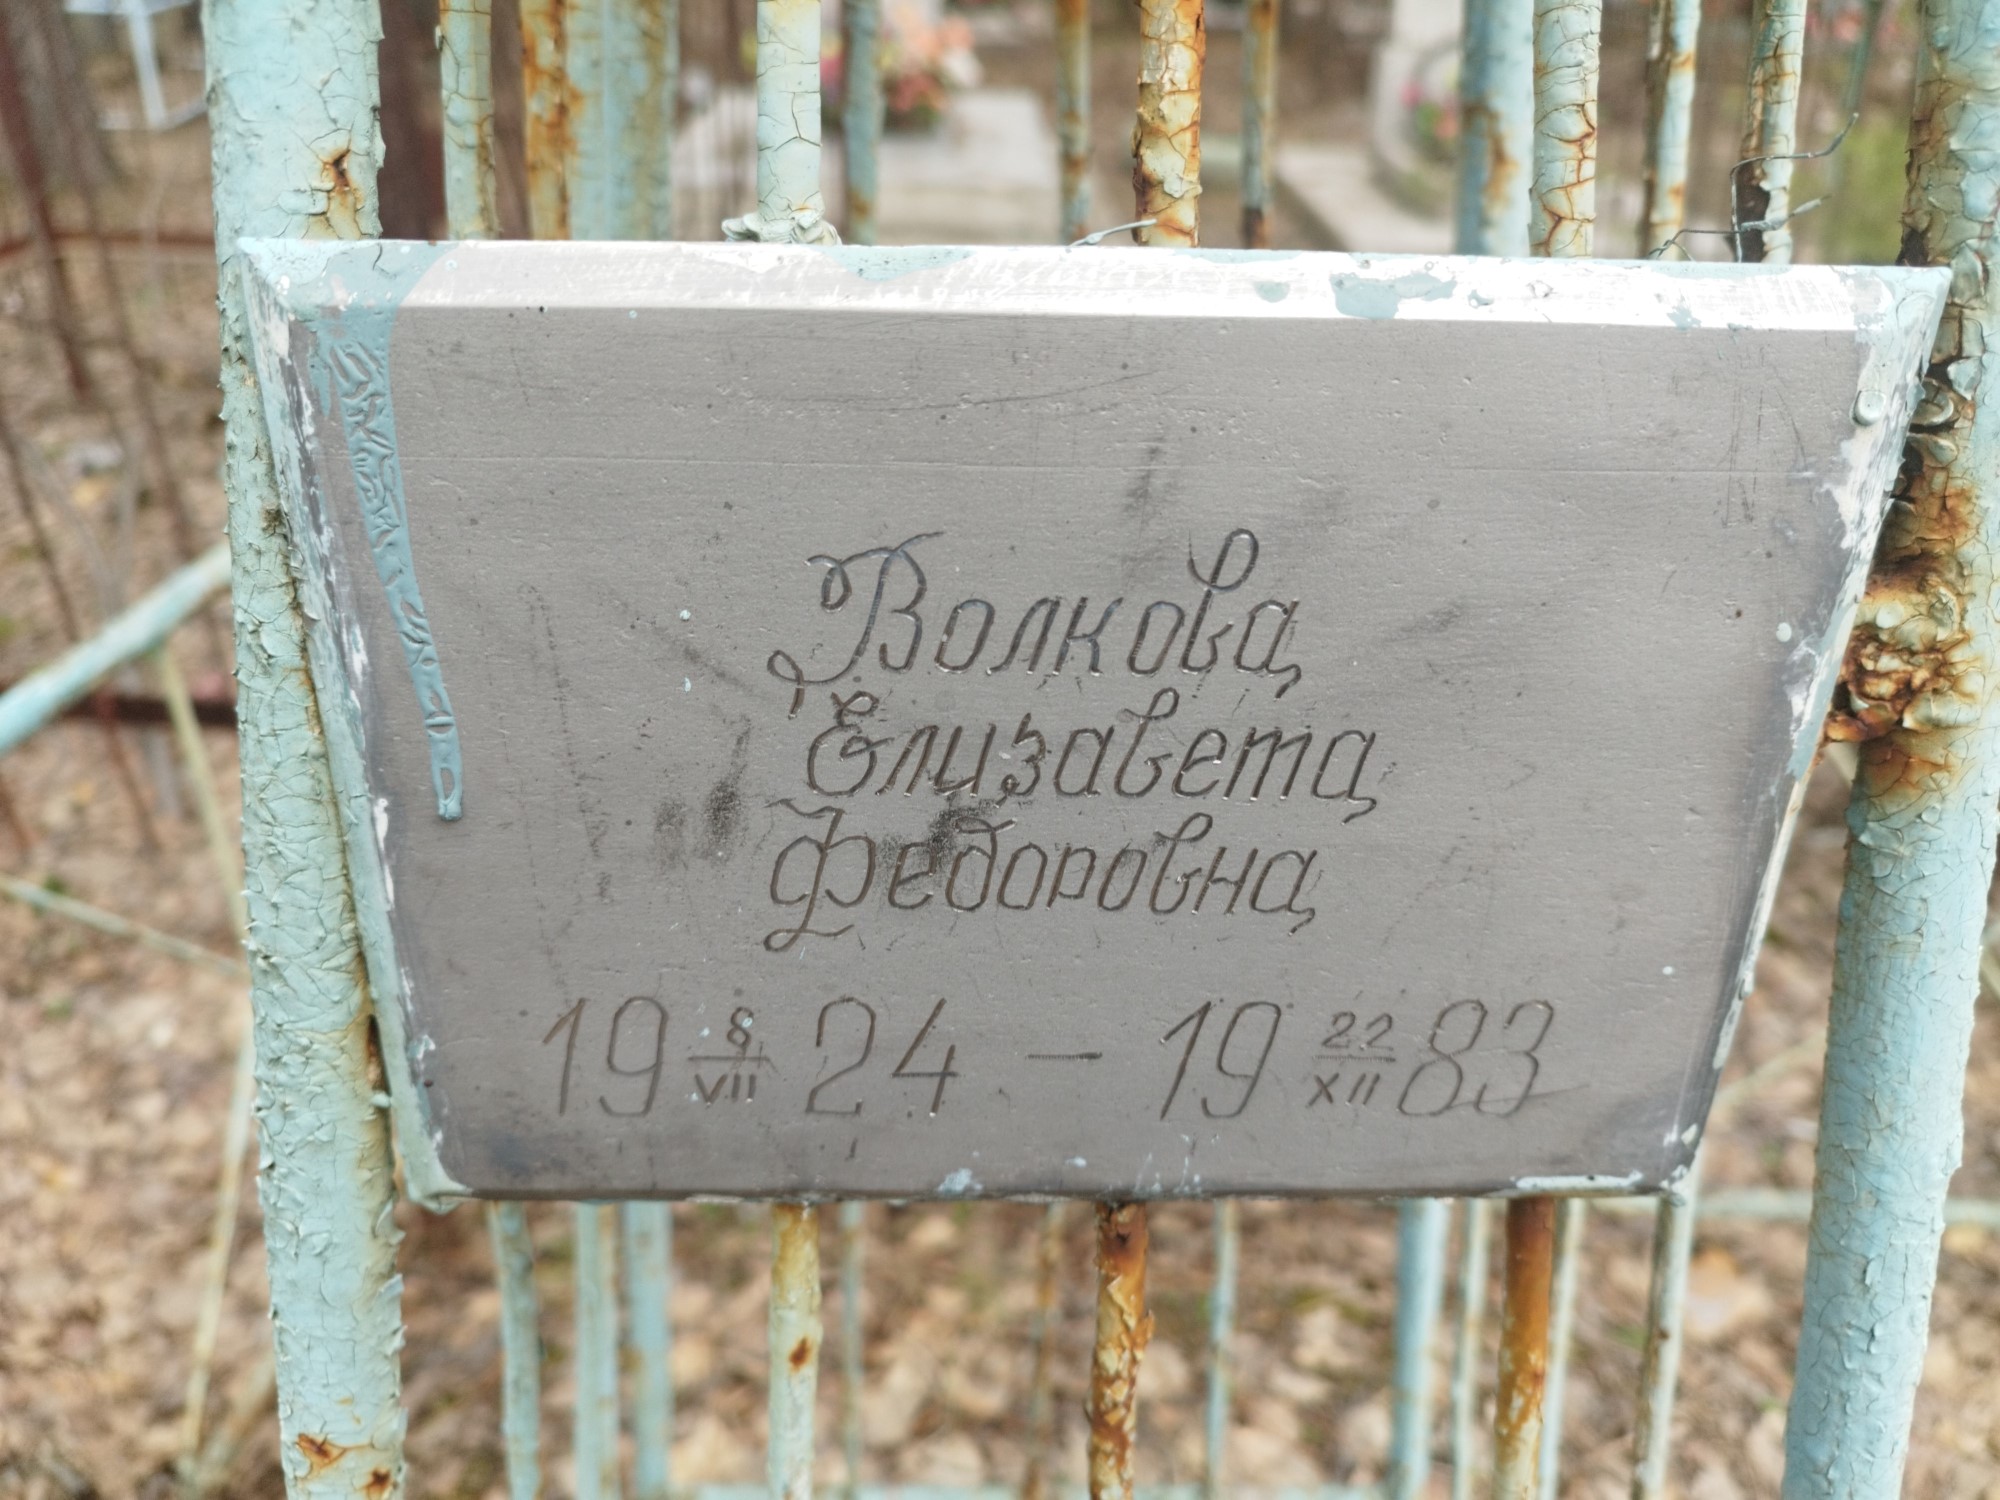 Волкова
Елизавета
Федоровна
19 8/VII 24 — 19 22/XII 83